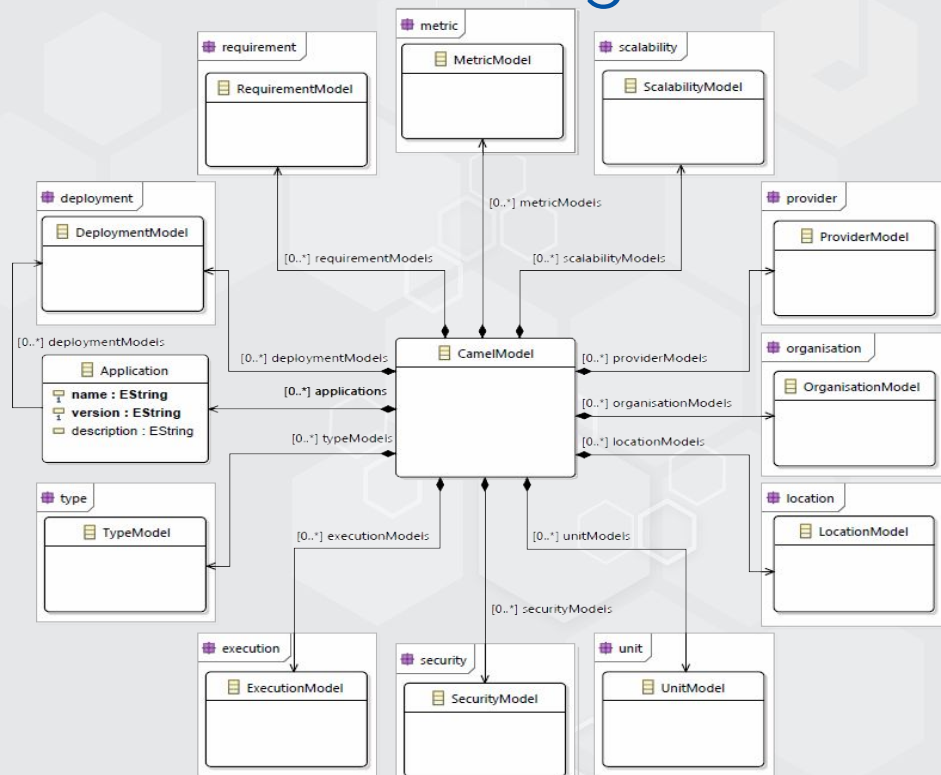 metric
MetricModel
requirement
RequirementModel
scalability
ScalabilityModel
[0..*] metricModels
deployment
DeploymentModel
provider
ProviderModel
[0..*] requirementModels
[0..*] scalabilityModels
[0..*] deploymentModels
[0..*] deploymentModels
CamelModel
[0..*] providerModels
organisation
OrganisationModel
Application
name : EString
version : EString
description : EString
[0..*] applications
[0..*] organisationModels
[0..*] typeModels
[0..*] locationModels
type
TypeModel
location
LocationModel
[0..*] executionModels
[0..*] unitModels
[0..*] securityModels
execution
ExecutionModel
security
SecurityModel
unit
UnitModel